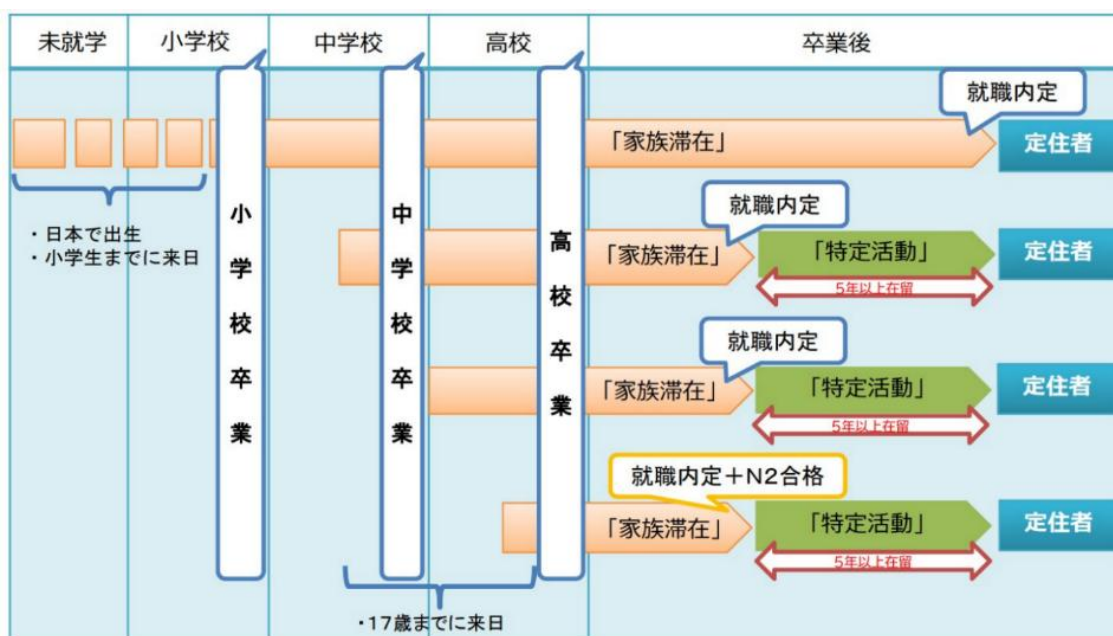 未就学 小学校 中学校 高校 卒業後
就職内定
「家族滞在」 定住者
・日本で出生
・小学生までに来日
小学校卒業
中学校卒業
高校卒業
就職内定
「家族滞在」 「特定活動」 定住者
5年以上在留
就職内定
「家族滞在」 「特定活動」 定住者
5年以上在留
就職内定＋N2合格
「家族滞在」 「特定活動」 定住者
5年以上在留
・17歳までに来日